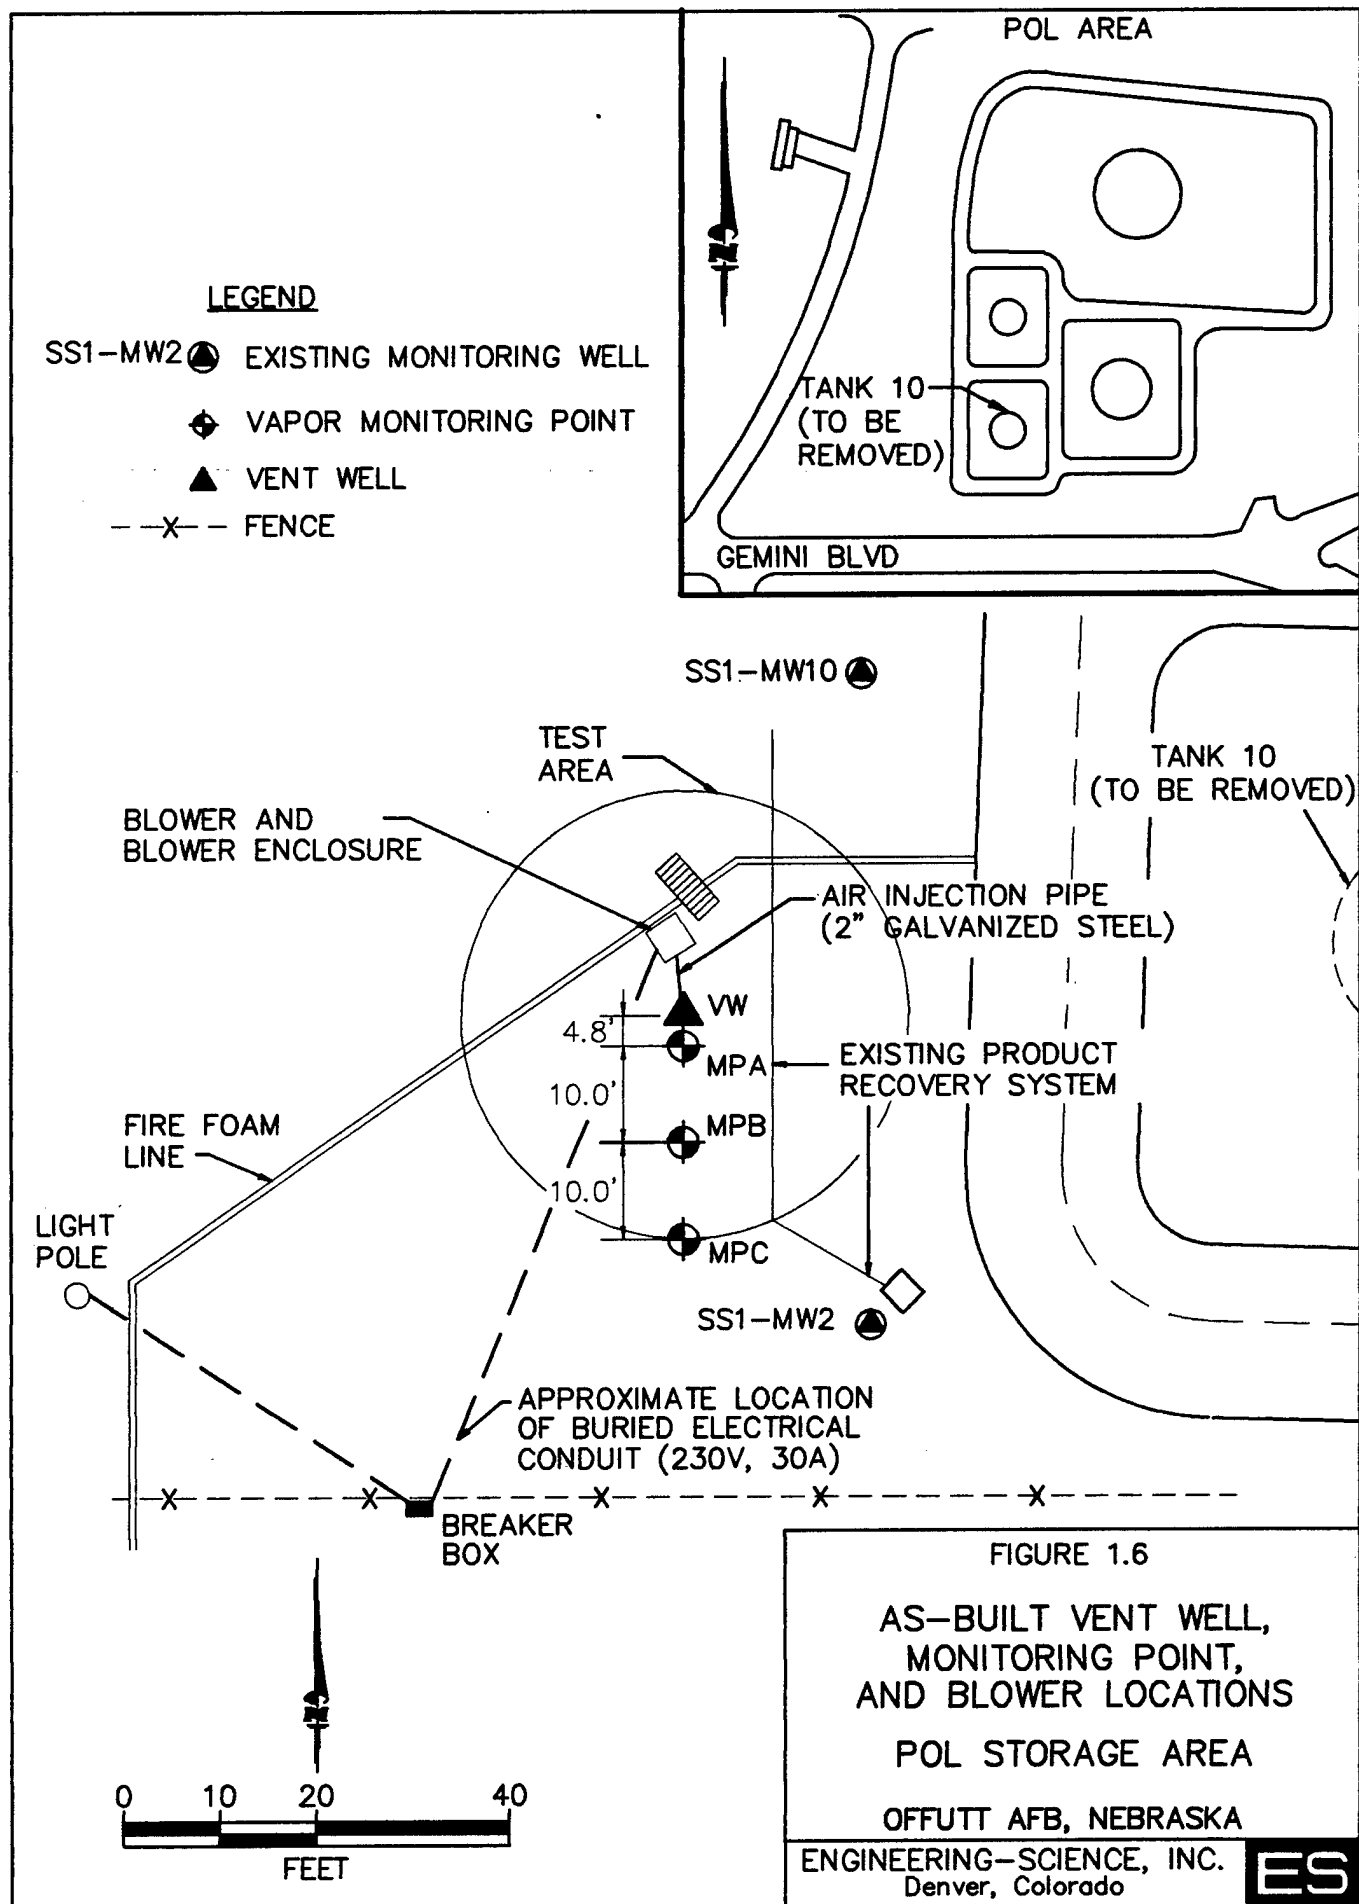 POL AREA
N
TANK 10
(TO BE
REMOVED)
GEMINI BLVD
LEGEND
SS1-MW2 EXISTING MONITORING WELL
VAPOR MONITORING POINT
VENT WELL
--X-- FENCE
SS1-MW10
TEST
AREA
TANK 10
(TO BE REMOVED)
BLOWER AND
BLOWER ENCLOSURE
AIR INJECTION PIPE
(2" GALVANIZED STEEL)
VW
4.8'
MPA
EXISTING PRODUCT
RECOVERY SYSTEM
10.0'
MPB
FIRE FOAM
LINE
10.0'
LIGHT
POLE
MPC
SS1-MW2
APPROXIMATE LOCATION
OF BURIED ELECTRICAL
CONDUIT (230V, 30A)
X X X X X
BREAKER
BOX
N
0 10 20 40
FEET
FIGURE 1.6
AS-BUILT VENT WELL,
MONITORING POINT,
AND BLOWER LOCATIONS
POL STORAGE AREA
OFFUTT AFB, NEBRASKA
ENGINEERING-SCIENCE, INC.
Denver, Colorado
ES